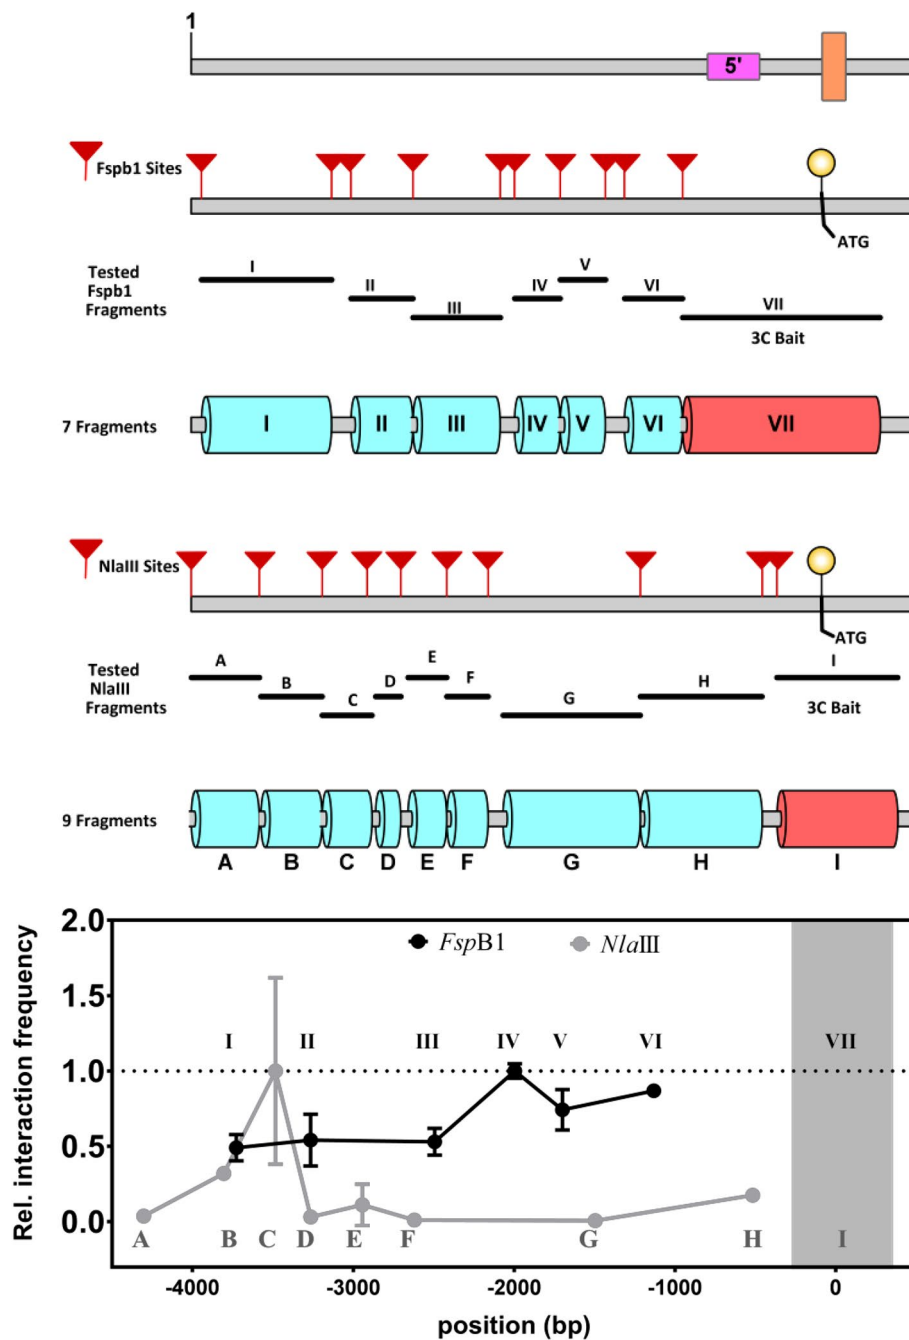 1
5'
Fspb1 Sites
ATG
Tested
Fspb1
Fragments
I
II
III
IV
V
VI
VII
3C Bait
7 Fragments
I
II
III
IV
V
VI
VII
NlaIII Sites
ATG
Tested
NlaIII
Fragments
A
B
C
D
E
F
G
H
I
3C Bait
9 Fragments
A B C D E F G H I
Rel. interaction frequency
2.0
1.5
1.0
0.5
0.0
FspB1
NlaIII
I II III IV V VI VII
A B C D E F G H I
-4000 -3000 -2000 -1000 0
position (bp)